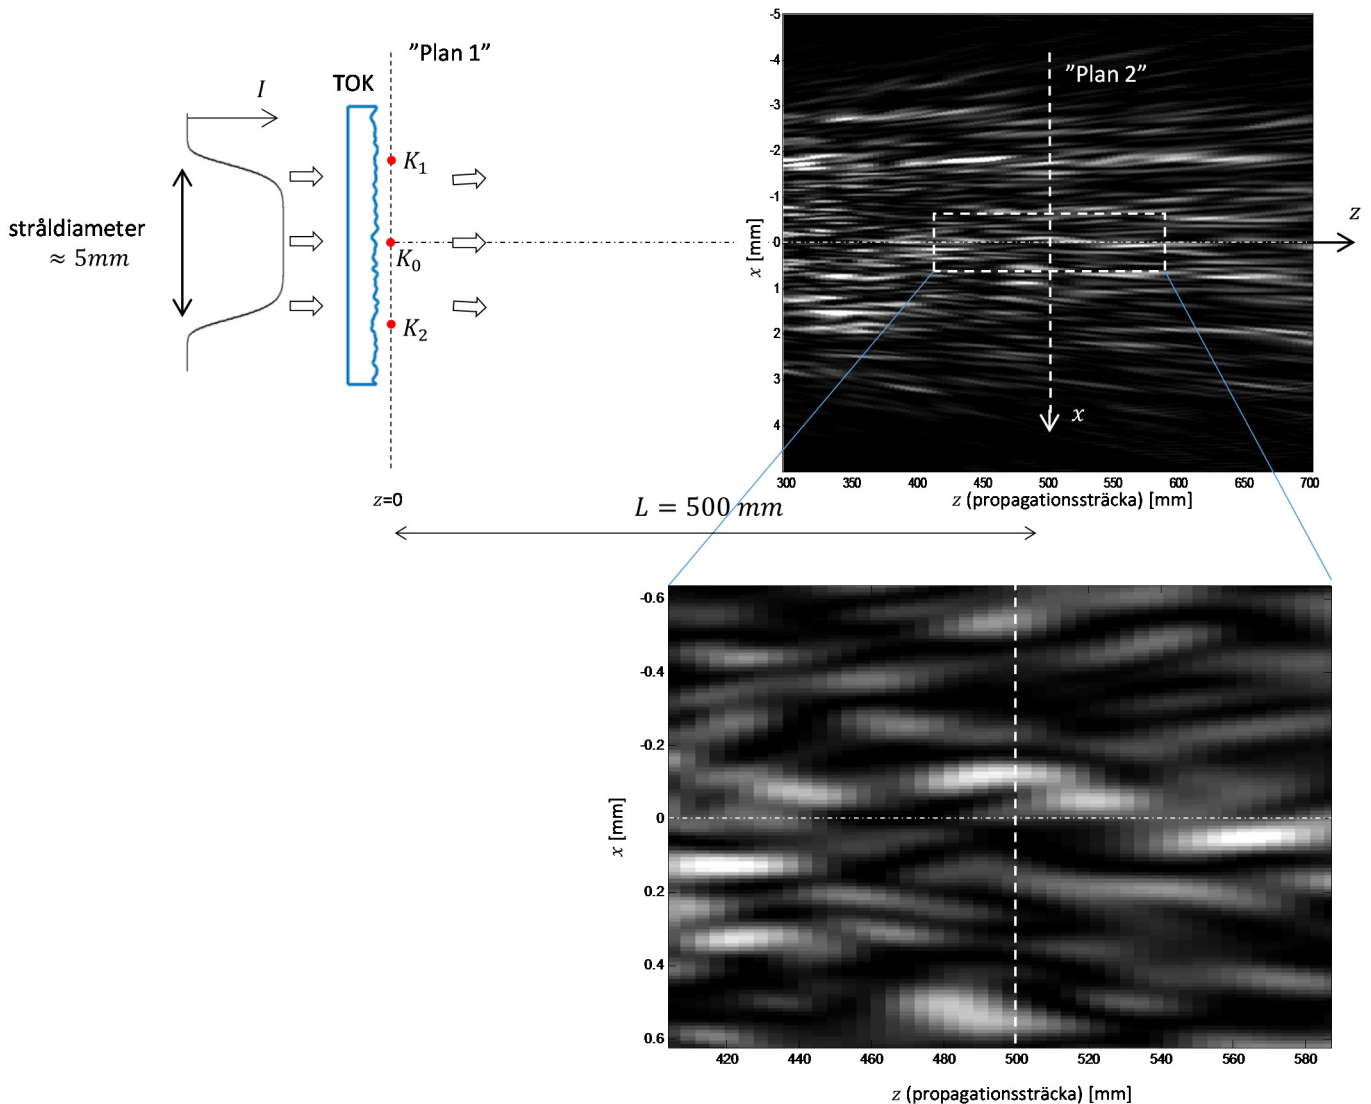 ”Plan 1”
TOK
I
K₁
stråldiameter
≈ 5mm
K₀
K₂
z=0
L = 500 mm
-5
-4
-3
-2
-1
0
1
2
3
4
x [mm]
”Plan 2”
z
x
300 350 400 450 500 550 600 650 700
z (propagationssträcka) [mm]
-0.6
-0.4
-0.2
0
0.2
0.4
0.6
x [mm]
420 440 460 480 500 520 540 560 580
z (propagationssträcka) [mm]